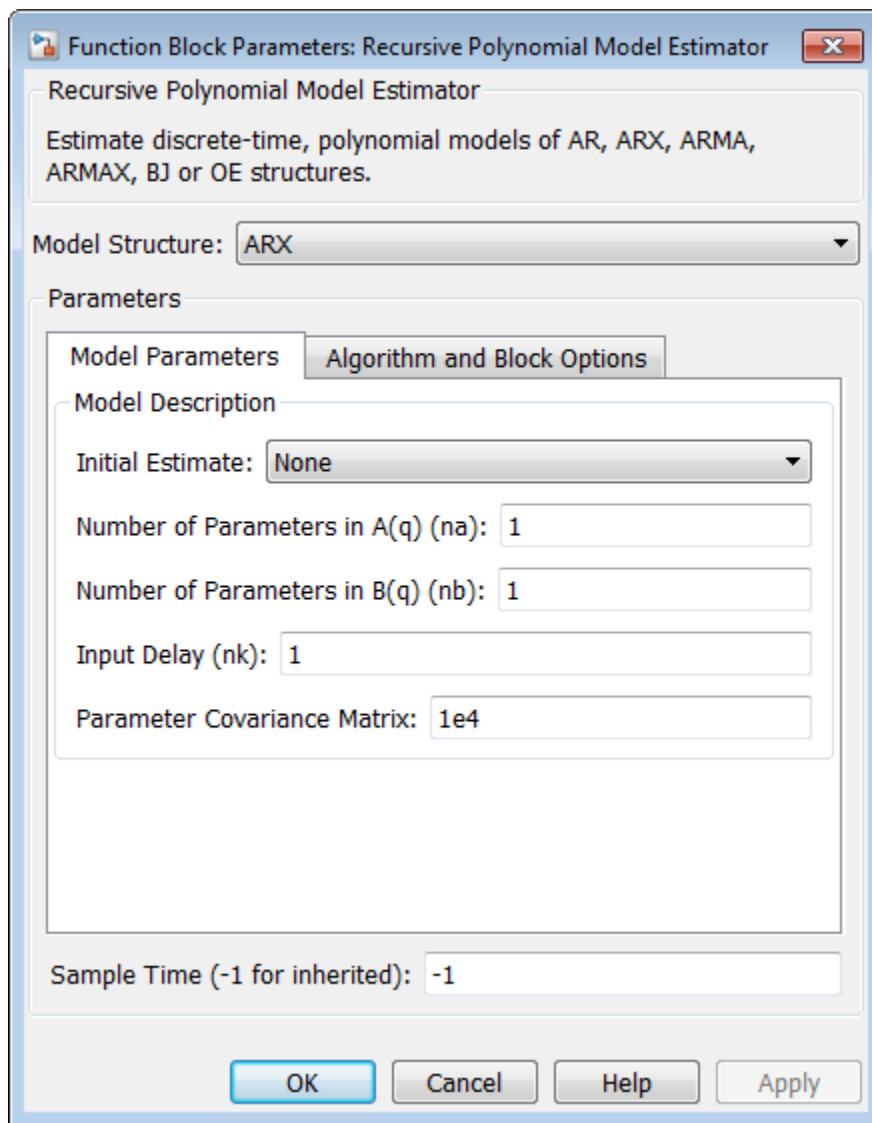 Function Block Parameters: Recursive Polynomial Model Estimator
Recursive Polynomial Model Estimator
Estimate discrete-time, polynomial models of AR, ARX, ARMA,
ARMAX, BJ or OE structures.
Model Structure: ARX
Parameters
Model Parameters Algorithm and Block Options
Model Description
Initial Estimate: None
Number of Parameters in A(q) (na): 1
Number of Parameters in B(q) (nb): 1
Input Delay (nk): 1
Parameter Covariance Matrix: 1e4
Sample Time (-1 for inherited): -1
OK Cancel Help Apply